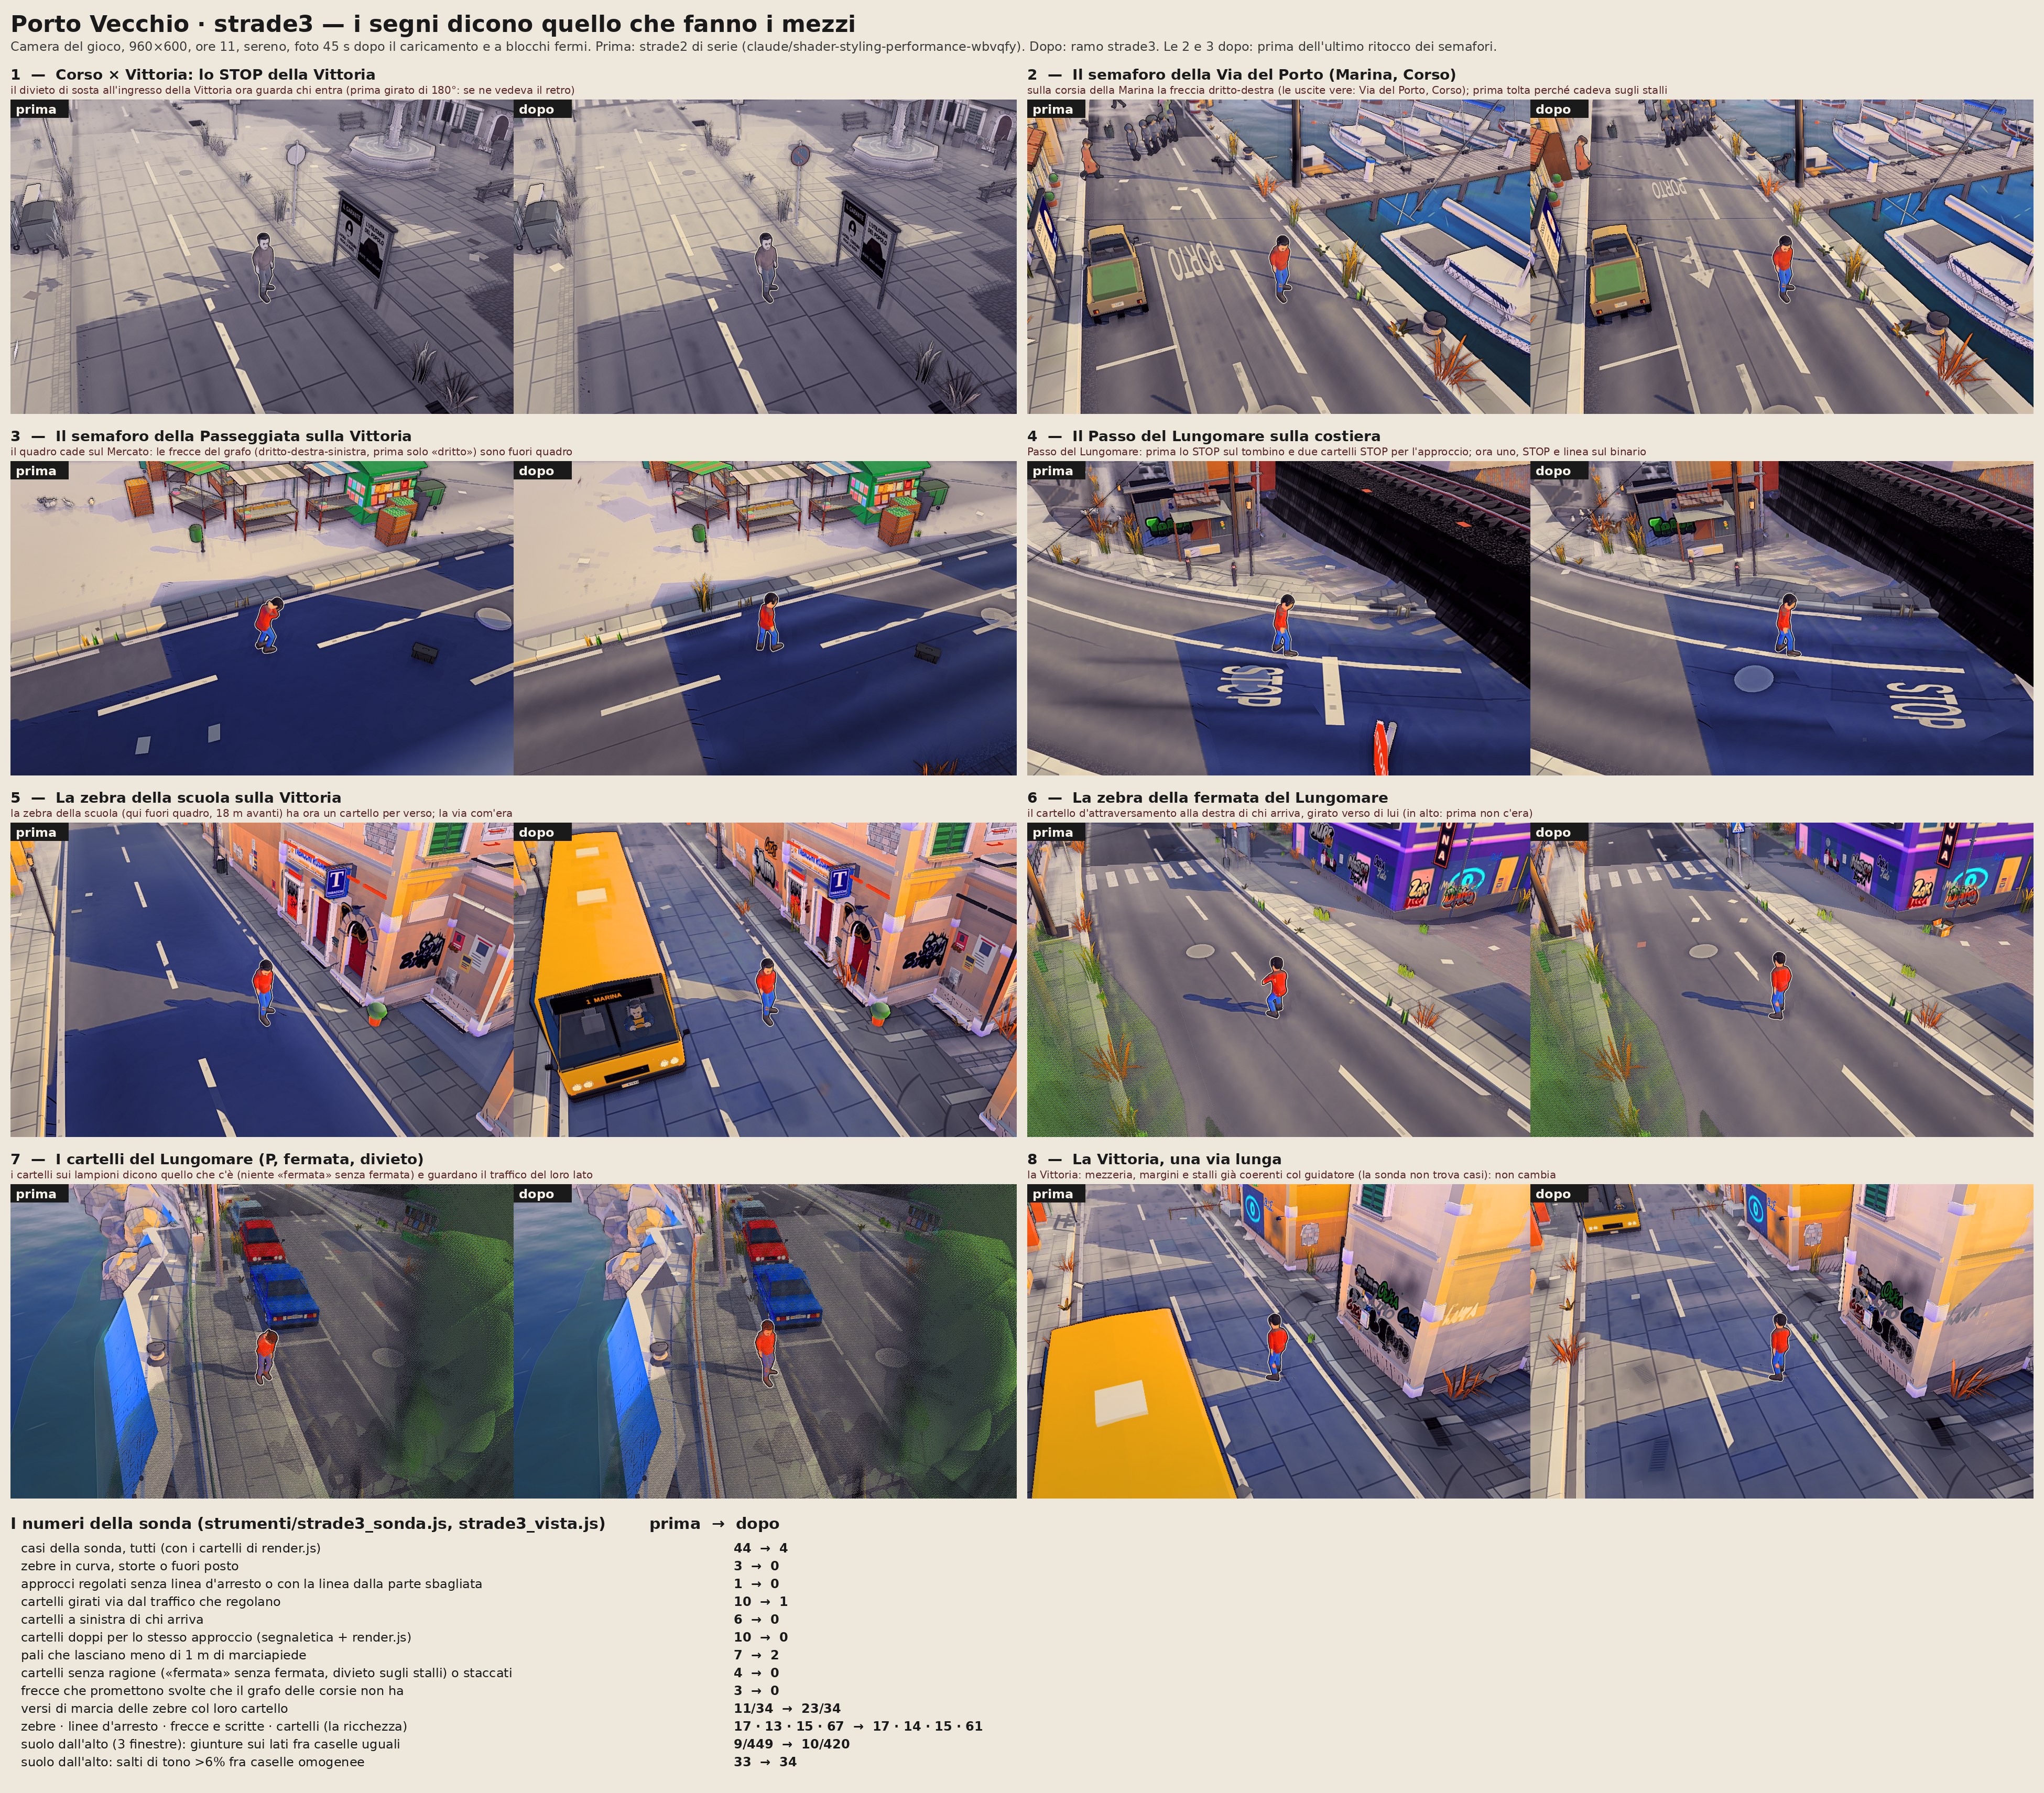 Porto Vecchio · strade3 — i segni dicono quello che fanno i mezzi
Camera del gioco, 960×600, ore 11, sereno, foto 45 s dopo il caricamento e a blocchi fermi. Prima: strade2 di serie (claude/shader-styling-performance-wbvqfy). Dopo: ramo strade3. Le 2 e 3 dopo: prima dell'ultimo ritocco dei semafori.
1 — Corso × Vittoria: lo STOP della Vittoria
il divieto di sosta all'ingresso della Vittoria ora guarda chi entra (prima girato di 180°: se ne vedeva il retro)
prima
dopo
2 — Il semaforo della Via del Porto (Marina, Corso)
sulla corsia della Marina la freccia dritto-destra (le uscite vere: Via del Porto, Corso); prima tolta perché cadeva sugli stalli
prima
PORTO
dopo
PORTO
3 — Il semaforo della Passeggiata sulla Vittoria
il quadro cade sul Mercato: le frecce del grafo (dritto-destra-sinistra, prima solo «dritto») sono fuori quadro
prima
dopo
4 — Il Passo del Lungomare sulla costiera
Passo del Lungomare: prima lo STOP sul tombino e due cartelli STOP per l'approccio; ora uno, STOP e linea sul binario
prima
STOP
dopo
STOP
5 — La zebra della scuola sulla Vittoria
la zebra della scuola (qui fuori quadro, 18 m avanti) ha ora un cartello per verso; la via com'era
prima
T
dopo
T
1 MARINA
6 — La zebra della fermata del Lungomare
il cartello d'attraversamento alla destra di chi arriva, girato verso di lui (in alto: prima non c'era)
prima
UNA
dopo
UNA
7 — I cartelli del Lungomare (P, fermata, divieto)
i cartelli sui lampioni dicono quello che c'è (niente «fermata» senza fermata) e guardano il traffico del loro lato
prima
dopo
8 — La Vittoria, una via lunga
la Vittoria: mezzeria, margini e stalli già coerenti col guidatore (la sonda non trova casi): non cambia
prima
dopo
I numeri della sonda (strumenti/strade3_sonda.js, strade3_vista.js) prima → dopo
casi della sonda, tutti (con i cartelli di render.js) 44 → 4
zebre in curva, storte o fuori posto 3 → 0
approcci regolati senza linea d'arresto o con la linea dalla parte sbagliata 1 → 0
cartelli girati via dal traffico che regolano 10 → 1
cartelli a sinistra di chi arriva 6 → 0
cartelli doppi per lo stesso approccio (segnaletica + render.js) 10 → 0
pali che lasciano meno di 1 m di marciapiede 7 → 2
cartelli senza ragione («fermata» senza fermata, divieto sugli stalli) o staccati 4 → 0
frecce che promettono svolte che il grafo delle corsie non ha 3 → 0
versi di marcia delle zebre col loro cartello 11/34 → 23/34
zebre · linee d'arresto · frecce e scritte · cartelli (la ricchezza) 17 · 13 · 15 · 67 → 17 · 14 · 15 · 61
suolo dall'alto (3 finestre): giunture sui lati fra caselle uguali 9/449 → 10/420
suolo dall'alto: salti di tono >6% fra caselle omogenee 33 → 34